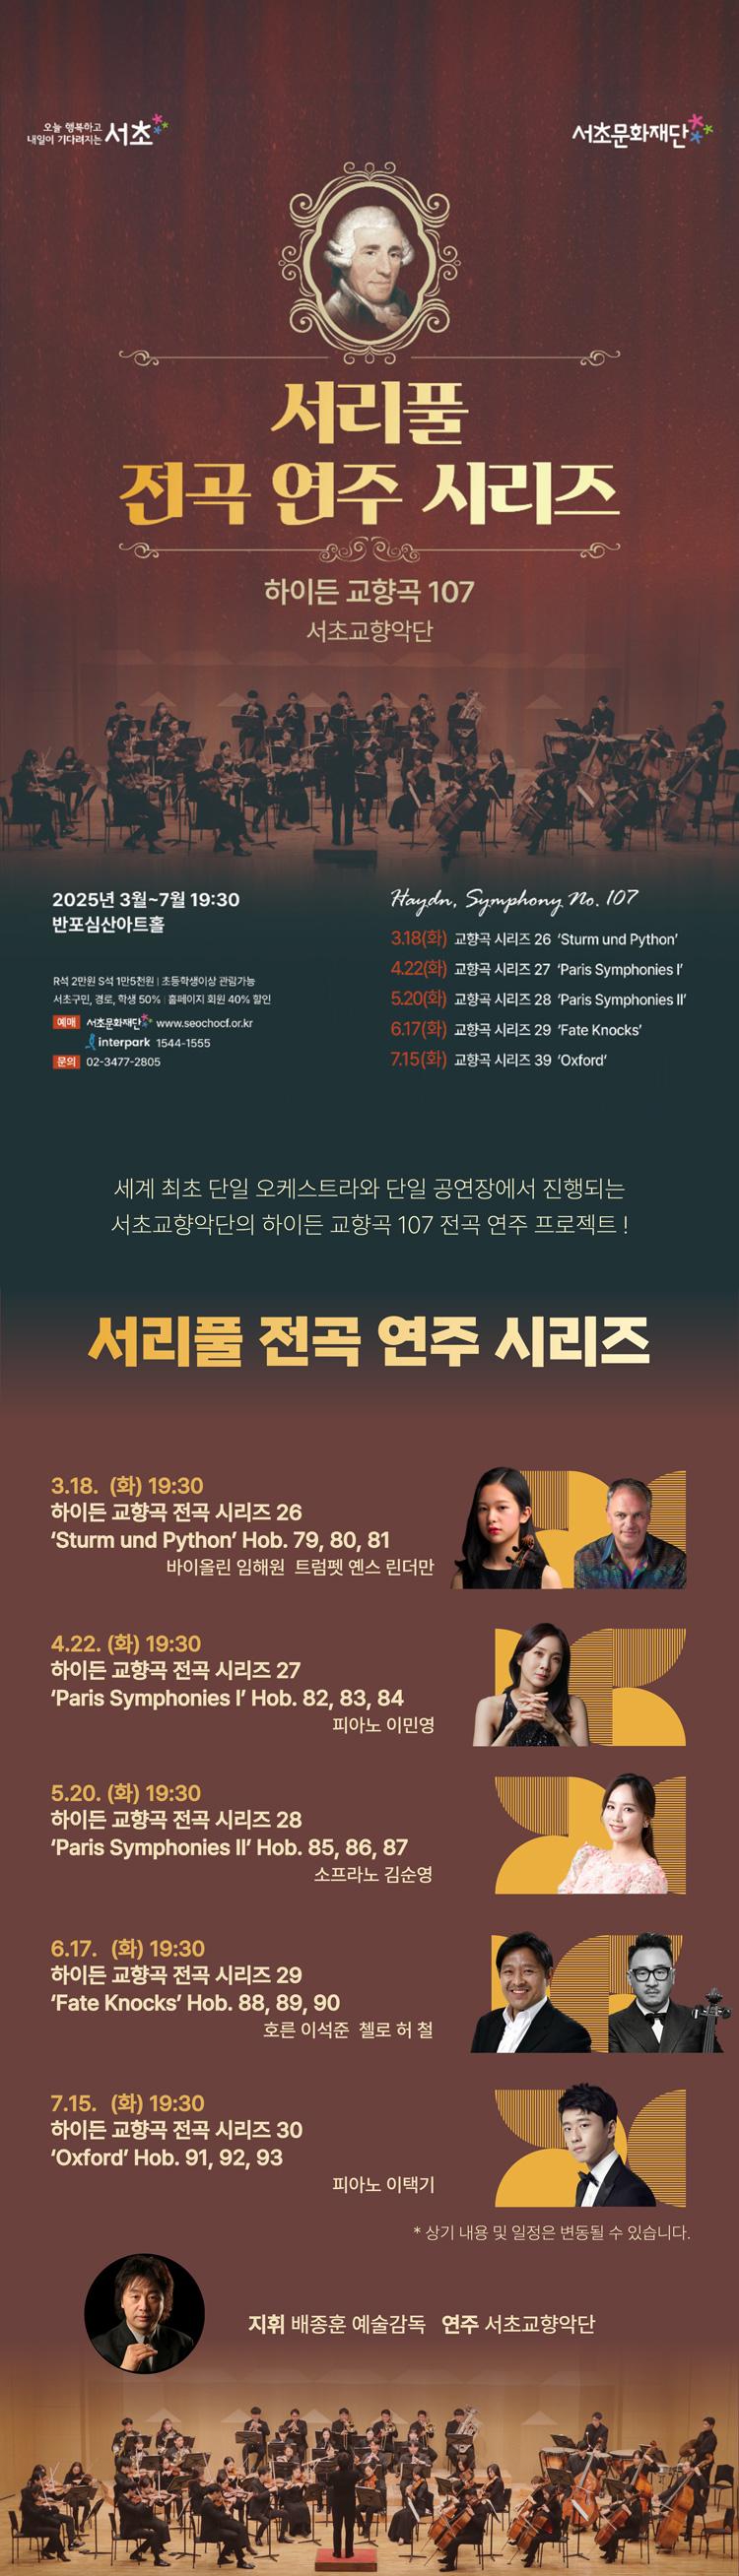 오늘 행복하고
내일이 기다려지는 서초
서초문화재단
서리풀
전곡 연주 시리즈
하이든 교향곡 107
서초교향악단
2025년 3월~7월 19:30
반포심산아트홀
R석 2만원 S석 1만5천원 | 초등학생이상 관람가능
서초구민, 경로, 학생 50% | 홈페이지 회원 40% 할인
예매 서초문화재단 www.seochocf.or.kr
interpark 1544-1555
문의 02-3477-2805
Haydn, Symphony No. 107
3.18(화) 교향곡 시리즈 26 ‘Sturm und Python’
4.22(화) 교향곡 시리즈 27 ‘Paris Symphonies I’
5.20(화) 교향곡 시리즈 28 ‘Paris Symphonies II’
6.17(화) 교향곡 시리즈 29 ‘Fate Knocks’
7.15(화) 교향곡 시리즈 39 ‘Oxford’
세계 최초 단일 오케스트라와 단일 공연장에서 진행되는
서초교향악단의 하이든 교향곡 107 전곡 연주 프로젝트 !
서리풀 전곡 연주 시리즈
3.18. (화) 19:30
하이든 교향곡 전곡 시리즈 26
‘Sturm und Python’ Hob. 79, 80, 81
바이올린 임해원 트럼펫 옌스 린더만
4.22. (화) 19:30
하이든 교향곡 전곡 시리즈 27
‘Paris Symphonies I’ Hob. 82, 83, 84
피아노 이민영
5.20. (화) 19:30
하이든 교향곡 전곡 시리즈 28
‘Paris Symphonies II’ Hob. 85, 86, 87
소프라노 김순영
6.17. (화) 19:30
하이든 교향곡 전곡 시리즈 29
‘Fate Knocks’ Hob. 88, 89, 90
호른 이석준 첼로 허 철
7.15. (화) 19:30
하이든 교향곡 전곡 시리즈 30
‘Oxford’ Hob. 91, 92, 93
피아노 이택기
* 상기 내용 및 일정은 변동될 수 있습니다.
지휘 배종훈 예술감독 연주 서초교향악단